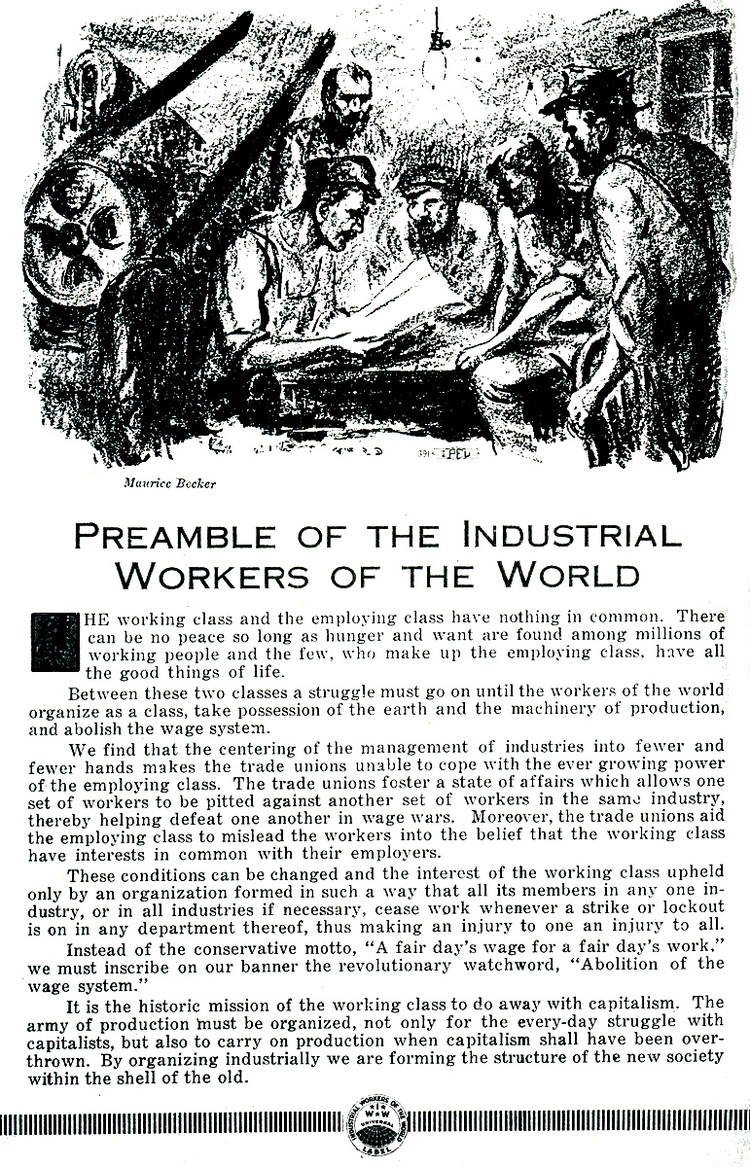 Maurice Becker
PREAMBLE OF THE INDUSTRIAL
WORKERS OF THE WORLD
THE working class and the employing class have nothing in common. There
can be no peace so long as hunger and want are found among millions of
working people and the few, who make up the employing class, have all
the good things of life.
Between these two classes a struggle must go on until the workers of the world
organize as a class, take possession of the earth and the machinery of production,
and abolish the wage system.
We find that the centering of the management of industries into fewer and
fewer hands makes the trade unions unable to cope with the ever growing power
of the employing class. The trade unions foster a state of affairs which allows one
set of workers to be pitted against another set of workers in the same industry,
thereby helping defeat one another in wage wars. Moreover, the trade unions aid
the employing class to mislead the workers into the belief that the working class
have interests in common with their employers.
These conditions can be changed and the interest of the working class upheld
only by an organization formed in such a way that all its members in any one in-
dustry, or in all industries if necessary, cease work whenever a strike or lockout
is on in any department thereof, thus making an injury to one an injury to all.
Instead of the conservative motto, "A fair day's wage for a fair day's work,"
we must inscribe on our banner the revolutionary watchword, "Abolition of the
wage system."
It is the historic mission of the working class to do away with capitalism. The
army of production must be organized, not only for the every-day struggle with
capitalists, but also to carry on production when capitalism shall have been over-
thrown. By organizing industrially we are forming the structure of the new society
within the shell of the old.
INDUSTRIAL WORKERS OF THE WORLD
I
W W
UNIVERSAL
LABEL